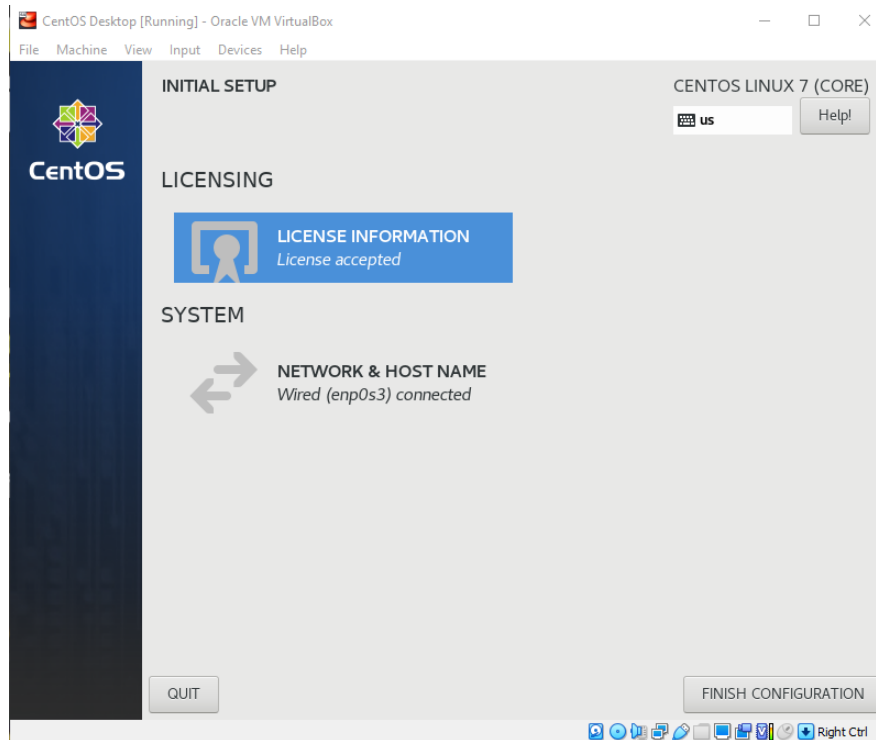 CentOS Desktop [Running] - Oracle VM VirtualBox
File Machine View Input Devices Help
INITIAL SETUP
CENTOS LINUX 7 (CORE)
us
Help!
CentOS
LICENSING
LICENSE INFORMATION
License accepted
SYSTEM
NETWORK & HOST NAME
Wired (enp0s3) connected
QUIT
FINISH CONFIGURATION
Right Ctrl